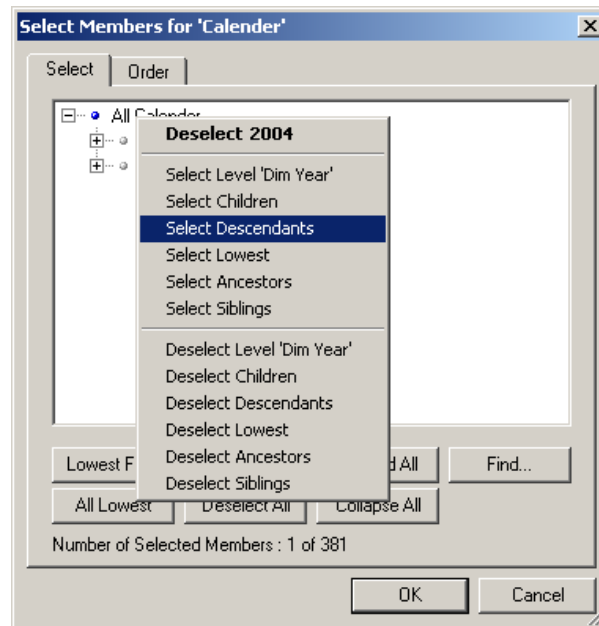 Select Members for 'Calender'
Select Order
All Calender
Deselect 2004
Select Level 'Dim Year'
Select Children
Select Descendants
Select Lowest
Select Ancestors
Select Siblings
Deselect Level 'Dim Year'
Deselect Children
Deselect Descendants
Deselect Lowest
Deselect Ancestors
Deselect Siblings
Lowest F d All Find...
All Lowest Deselect All Collapse All
Number of Selected Members : 1 of 381
OK Cancel